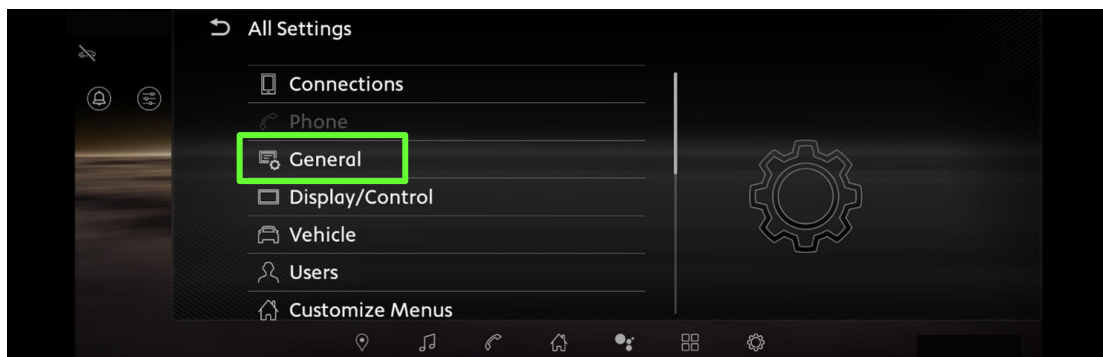 All Settings
Connections
Phone
General
Display/Control
Vehicle
Users
Customize Menus